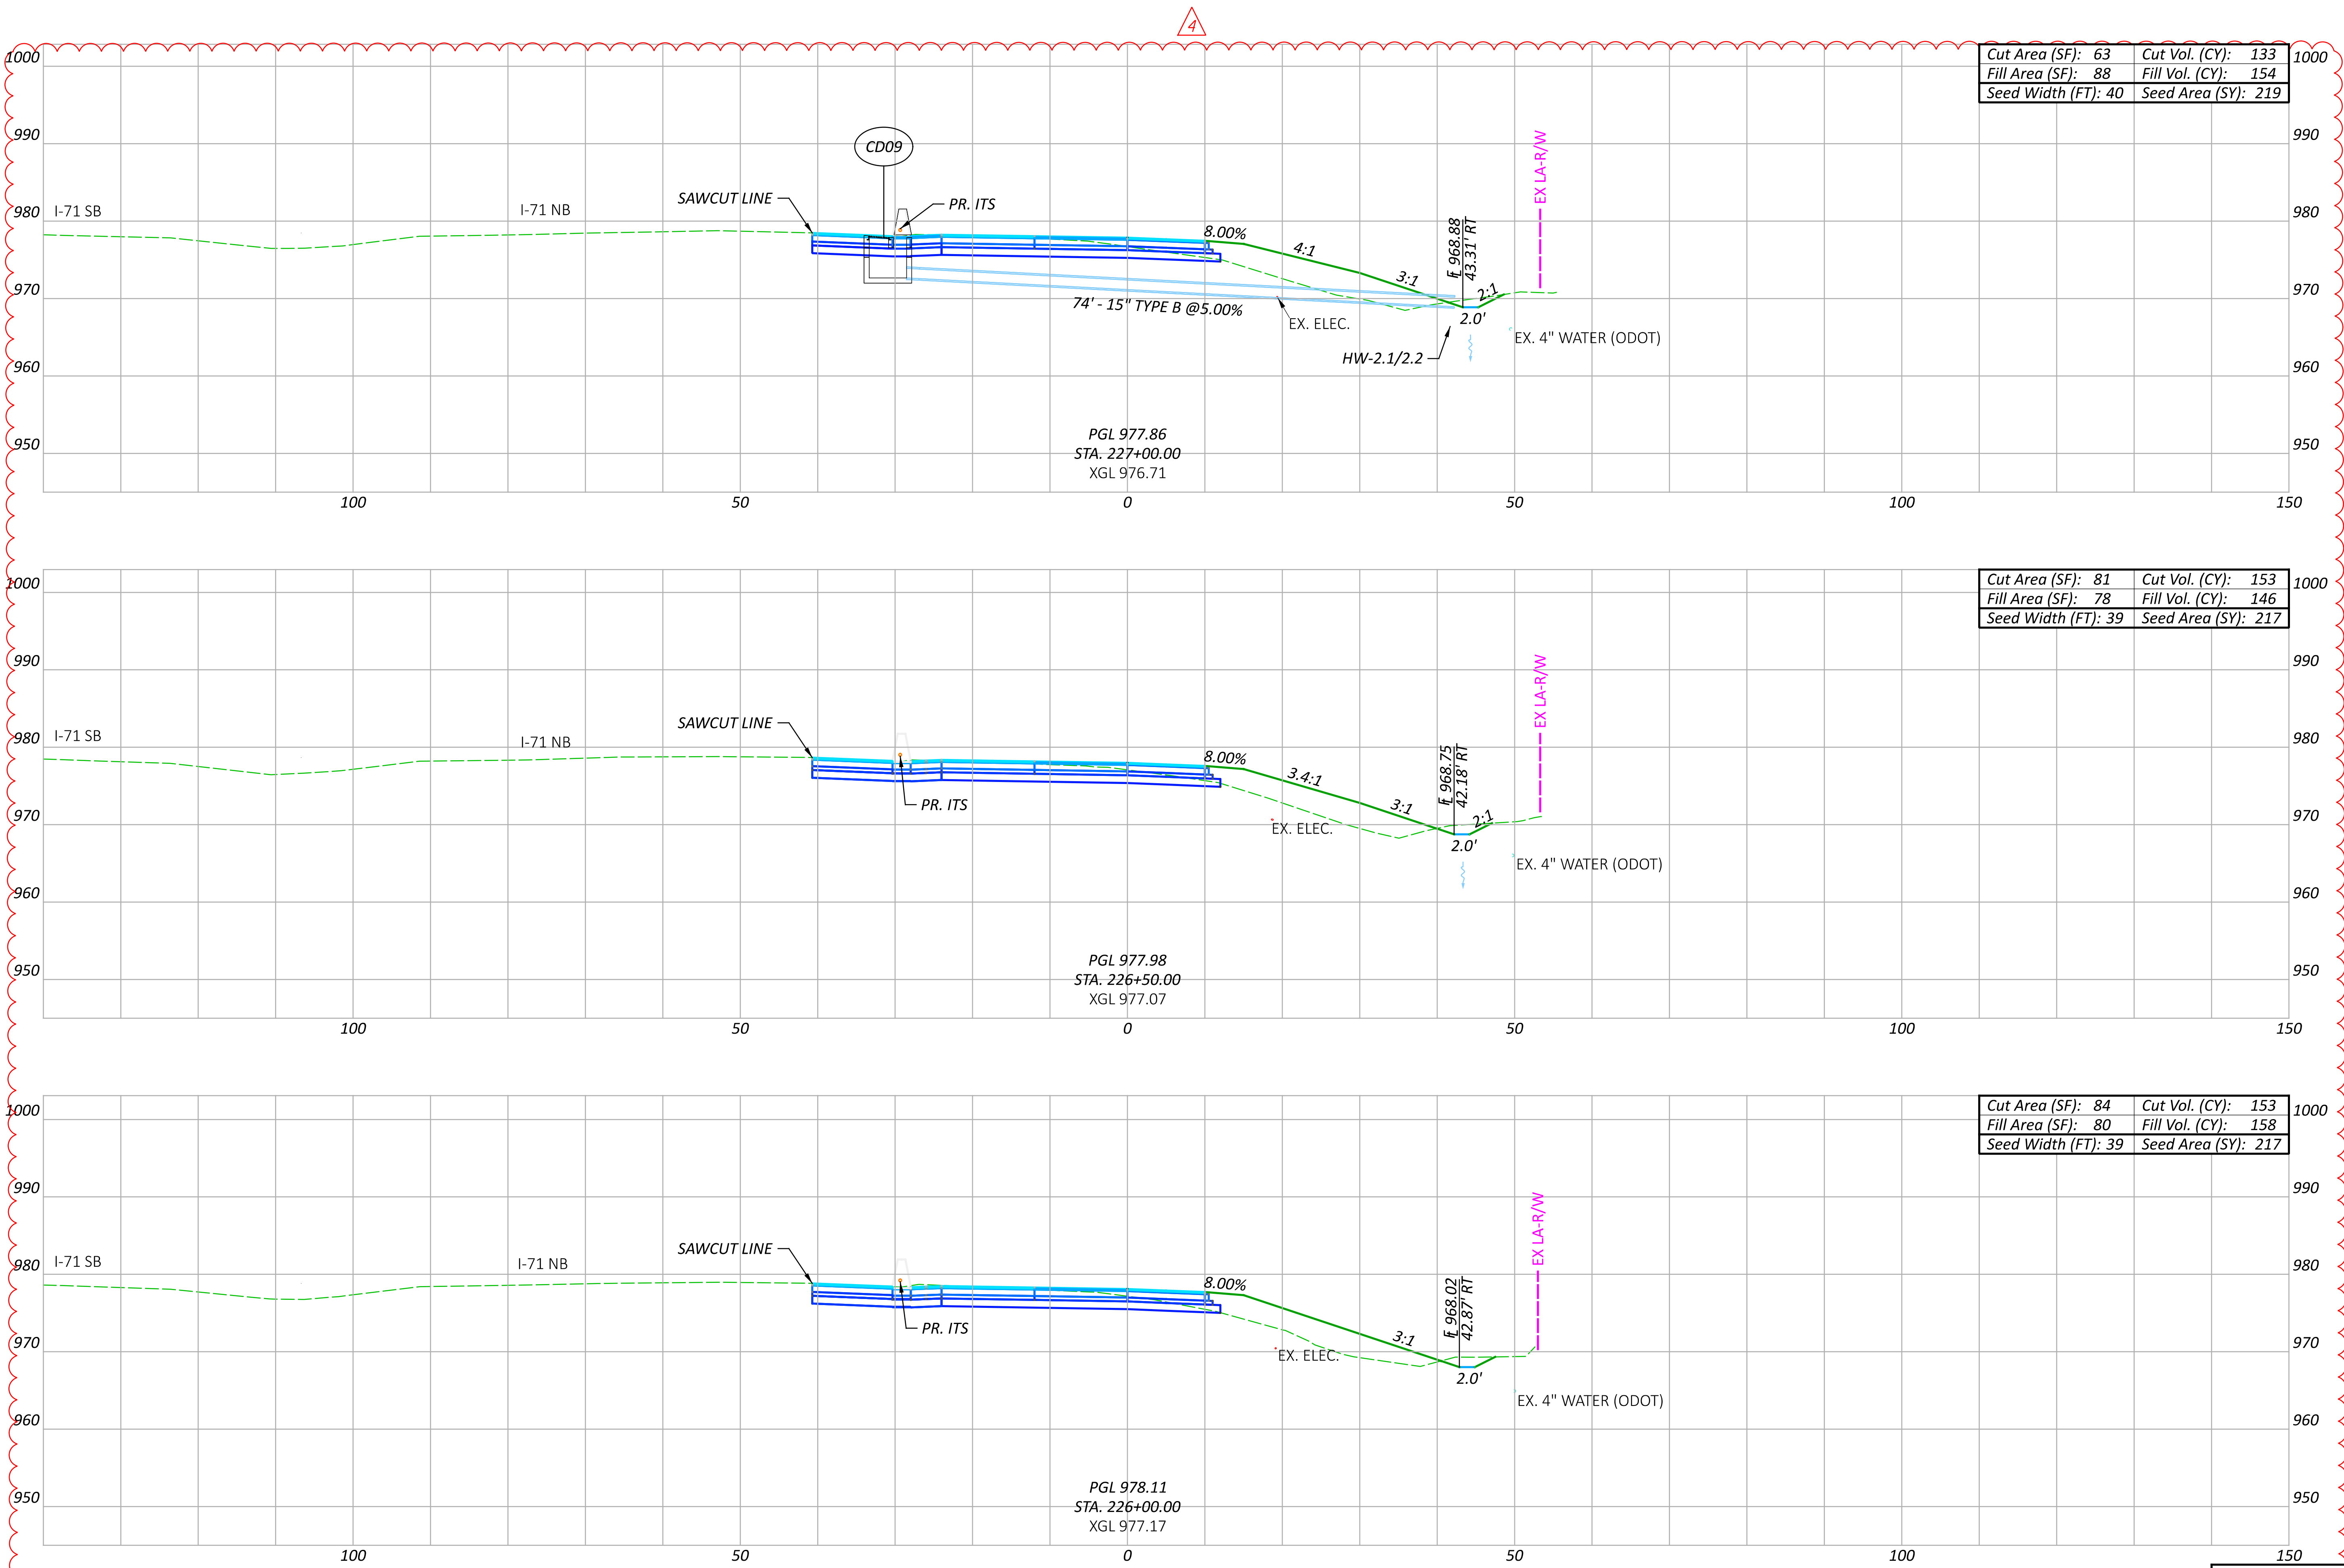 4
1000
Cut Area (SF): 63 Cut Vol. (CY): 133
1000
Fill Area (SF): 88 Fill Vol. (CY): 154
Seed Width (FT): 40 Seed Area (SY): 219
990
990
CD09
EX LA-R/W
SAWCUT LINE
PR. ITS
980
I-71 SB
I-71 NB
980
8.00%
4:1
3:1
FL 968.88
43.31' RT
2:1
970
970
74' - 15" TYPE B @5.00%
EX. ELEC.
2.0'
EX. 4" WATER (ODOT)
HW-2.1/2.2
960
960
950
PGL 977.86
950
STA. 227+00.00
XGL 976.71
100
50
0
50
100
150
1000
Cut Area (SF): 81 Cut Vol. (CY): 153
1000
Fill Area (SF): 78 Fill Vol. (CY): 146
Seed Width (FT): 39 Seed Area (SY): 217
990
990
EX LA-R/W
SAWCUT LINE
980
I-71 SB
I-71 NB
980
8.00%
3.4:1
3:1
FL 968.75
42.18' RT
2:1
PR. ITS
970
970
EX. ELEC.
2.0'
EX. 4" WATER (ODOT)
960
960
950
PGL 977.98
950
STA. 226+50.00
XGL 977.07
100
50
0
50
100
150
1000
Cut Area (SF): 84 Cut Vol. (CY): 153
1000
Fill Area (SF): 80 Fill Vol. (CY): 158
Seed Width (FT): 39 Seed Area (SY): 217
990
990
EX LA-R/W
SAWCUT LINE
980
I-71 SB
I-71 NB
980
8.00%
3:1
FL 968.02
42.87' RT
PR. ITS
970
970
EX. ELEC.
2.0'
EX. 4" WATER (ODOT)
960
960
950
PGL 978.11
950
STA. 226+00.00
XGL 977.17
100
50
0
50
100
150